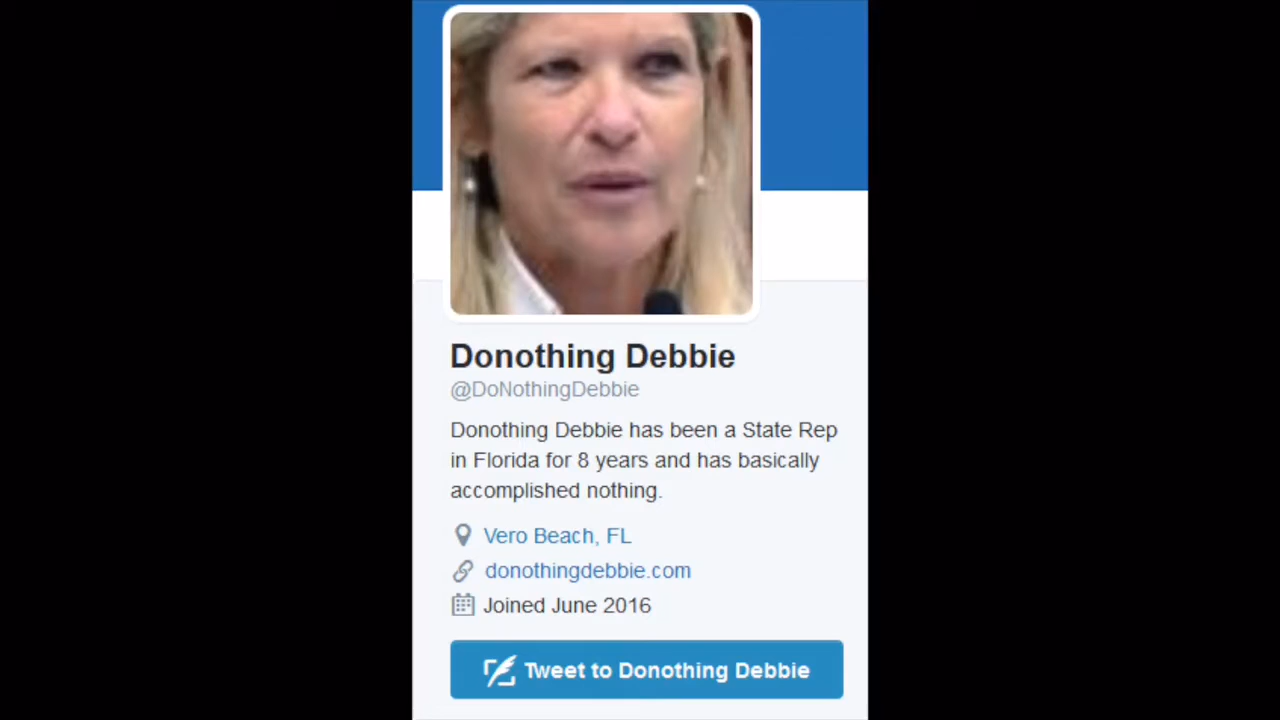 Donothing Debbie
@DoNothingDebbie
Donothing Debbie has been a State Rep
in Florida for 8 years and has basically
accomplished nothing.
Vero Beach, FL
donothingdebbie.com
Joined June 2016
Tweet to Donothing Debbie